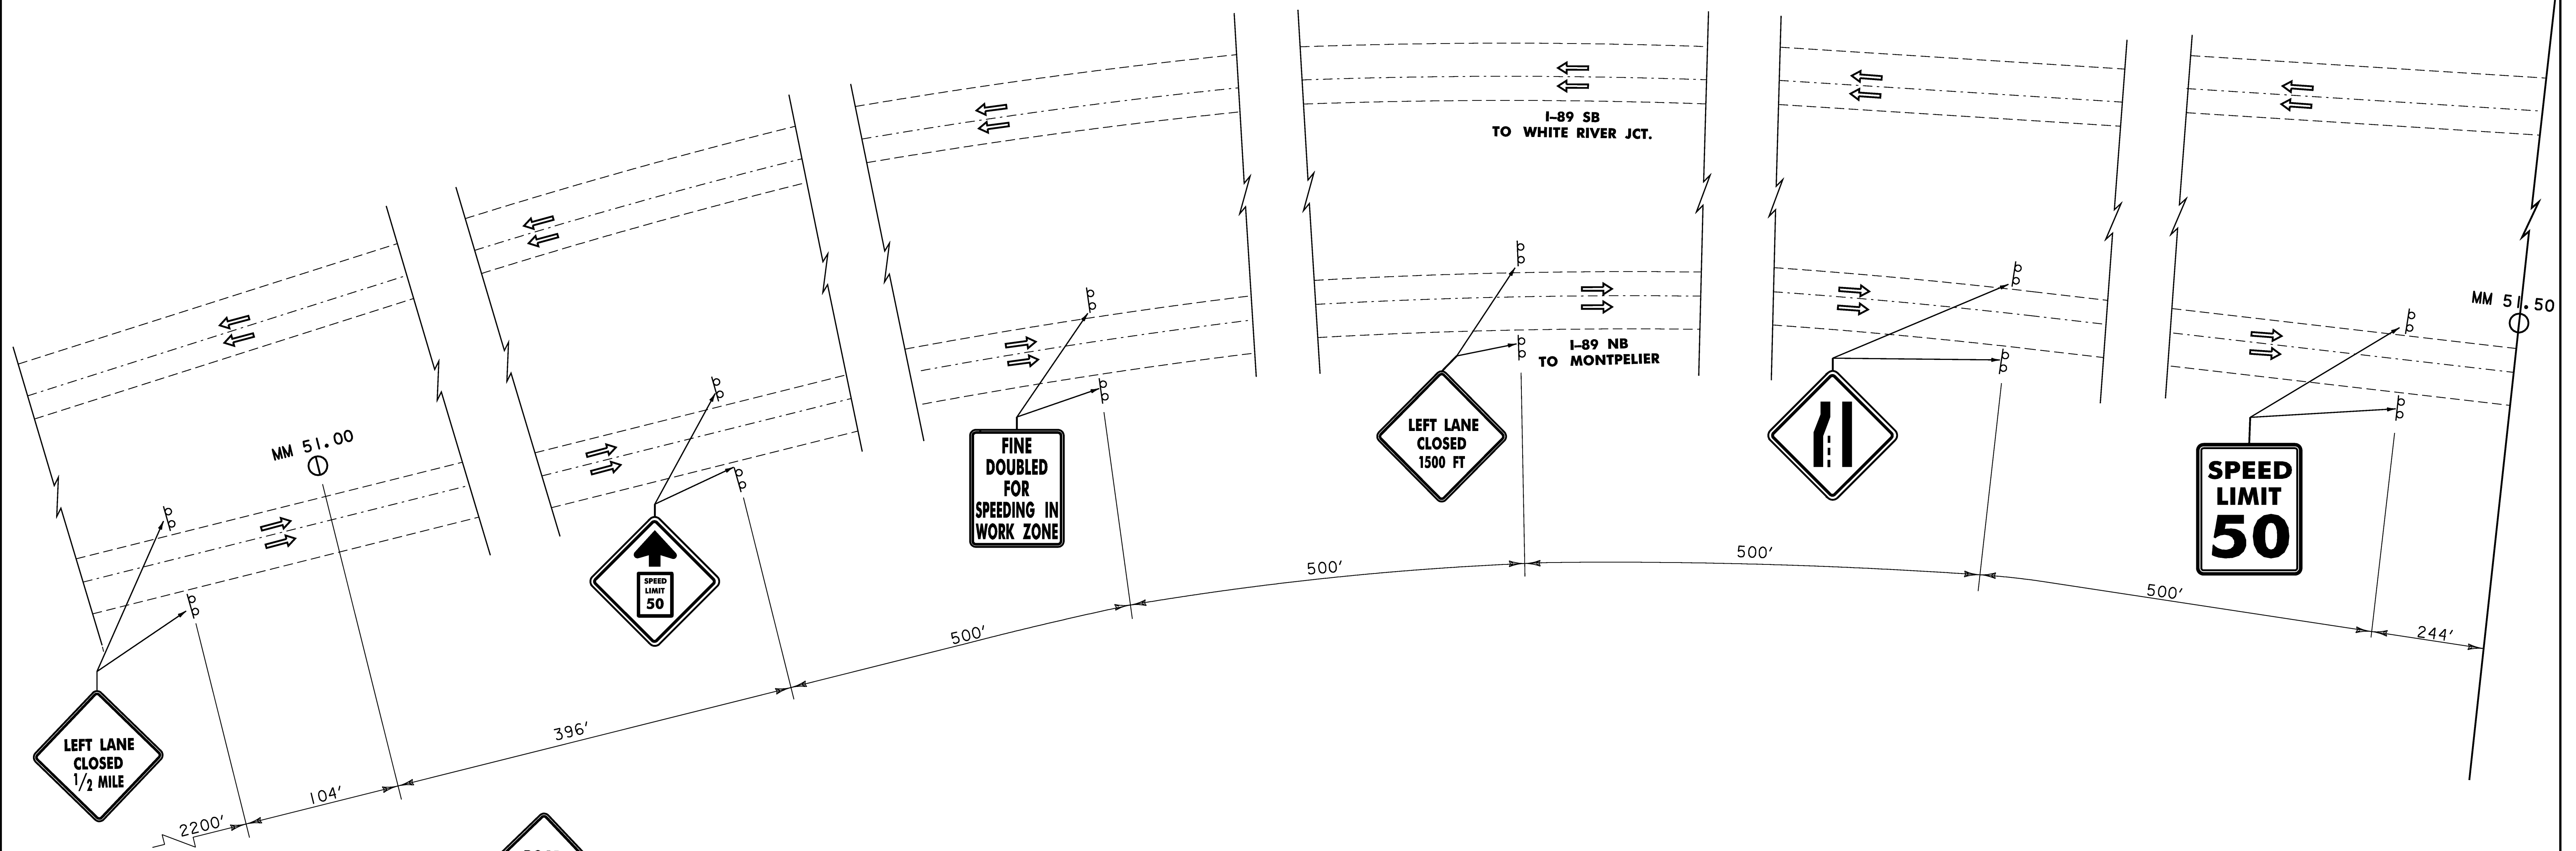 I-89 SB
TO WHITE RIVER JCT.
MM 51.50
I-89 NB
TO MONTPELIER
MM 51.00
LEFT LANE
CLOSED
1/2 MILE
SPEED
LIMIT
50
FINE
DOUBLED
FOR
SPEEDING IN
WORK ZONE
LEFT LANE
CLOSED
1500 FT
SPEED
LIMIT
50
2200'
104'
396'
500'
500'
500'
500'
244'